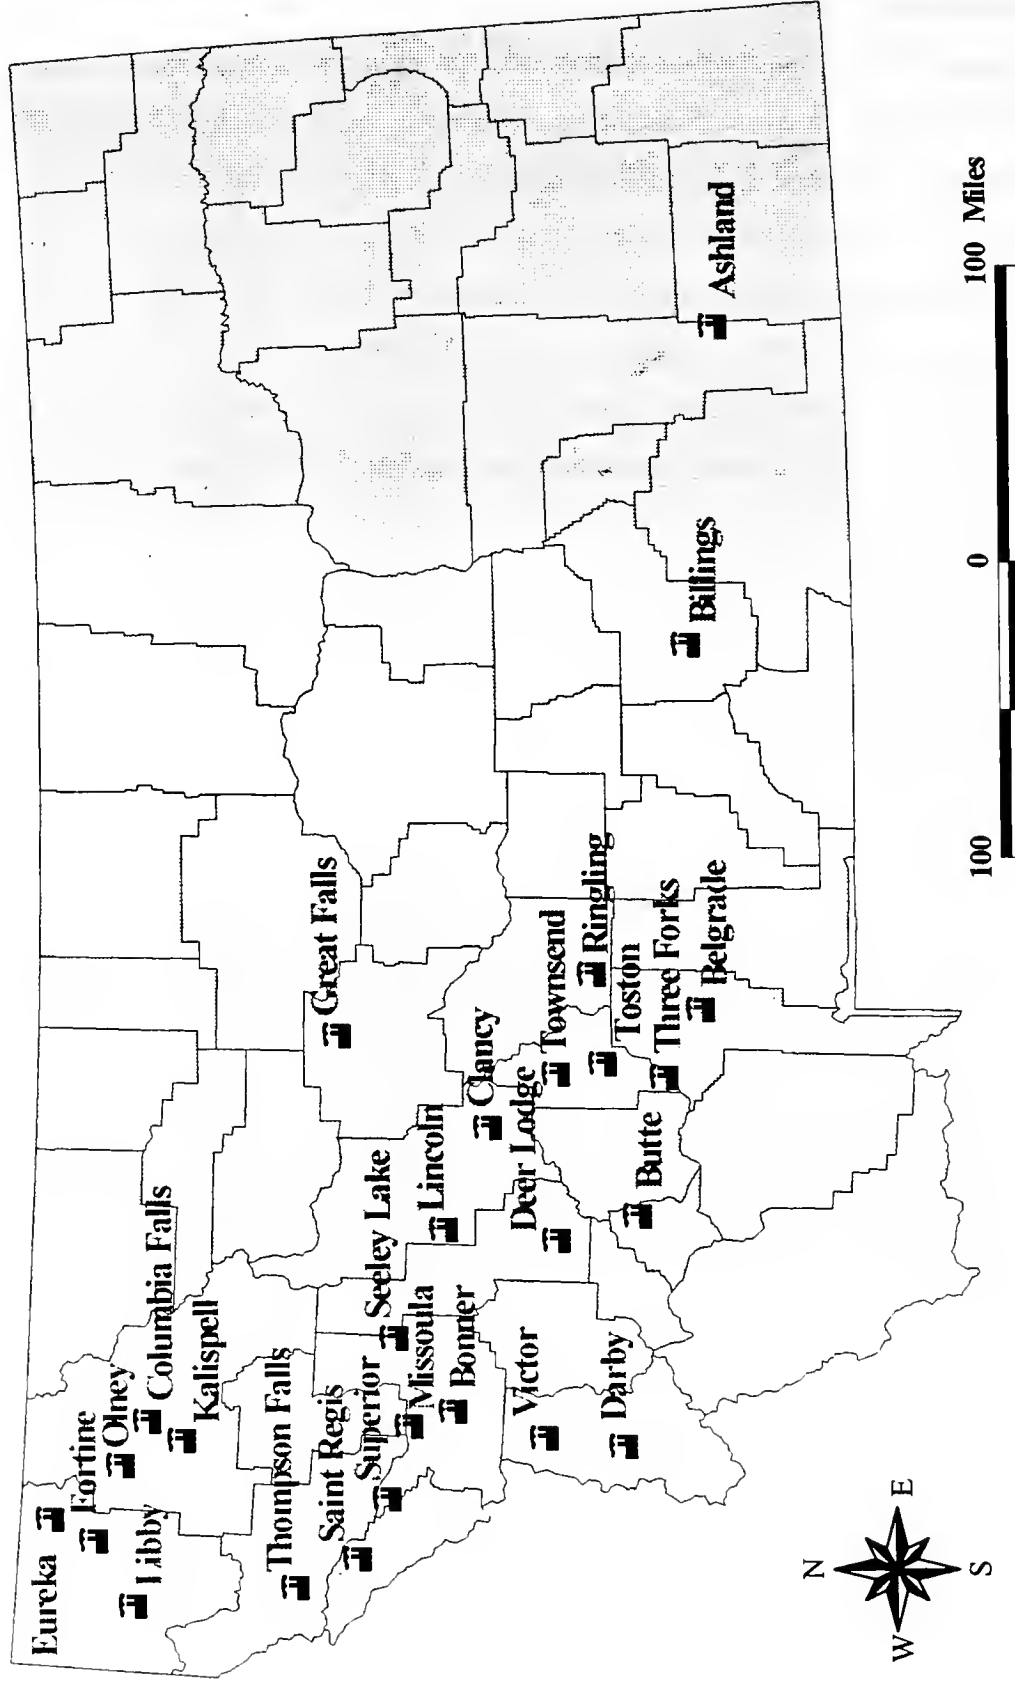 Eureka
Fortine
Olney
Libby
Columbia Falls
Kalispell
Thompson Falls
Saint Regis
Superior
Seeley Lake
Missoula
Bonner
Lincoln
Great Falls
Clancy
Deer Lodge
Townsend
Ringling
Toston
Three Forks
Belgrade
Butte
Victor
Darby
Billings
Ashland
N
W
E
S
100
0
100 Miles